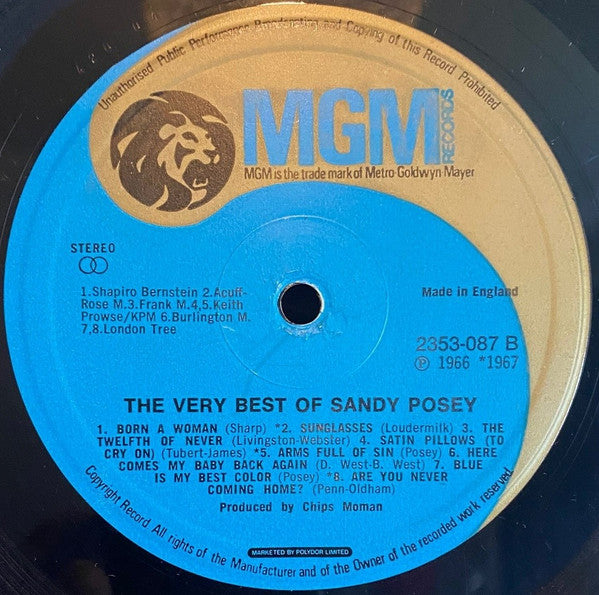 Unauthorised Public Performance Broadcasting and Copying of this Record Prohibited
MGM
RECORDS
MGM is the trade mark of Metro-Goldwyn-Mayer
STEREO
1.Shapiro Bernstein 2.Acuff-
Rose M.3.Frank M.4,5.Keith
Prowse/KPM 6.Burlington M.
7,8.London Tree
Made in England
2353-087 B
Ⓟ 1966 *1967
THE VERY BEST OF SANDY POSEY
1. BORN A WOMAN (Sharp) *2. SUNGLASSES (Loudermilk) 3. THE
TWELFTH OF NEVER (Livingston-Webster) 4. SATIN PILLOWS (TO
CRY ON) (Tubert-James) *5. ARMS FULL OF SIN (Posey) 6. HERE
COMES MY BABY BACK AGAIN (D. West-B. West) 7. BLUE
IS MY BEST COLOR (Posey) *8. ARE YOU NEVER
COMING HOME? (Penn-Oldham)
Produced by Chips Moman
MARKETED BY POLYDOR LIMITED
Copyright Record. All rights of the Manufacturer and of the Owner of the recorded work reserved.